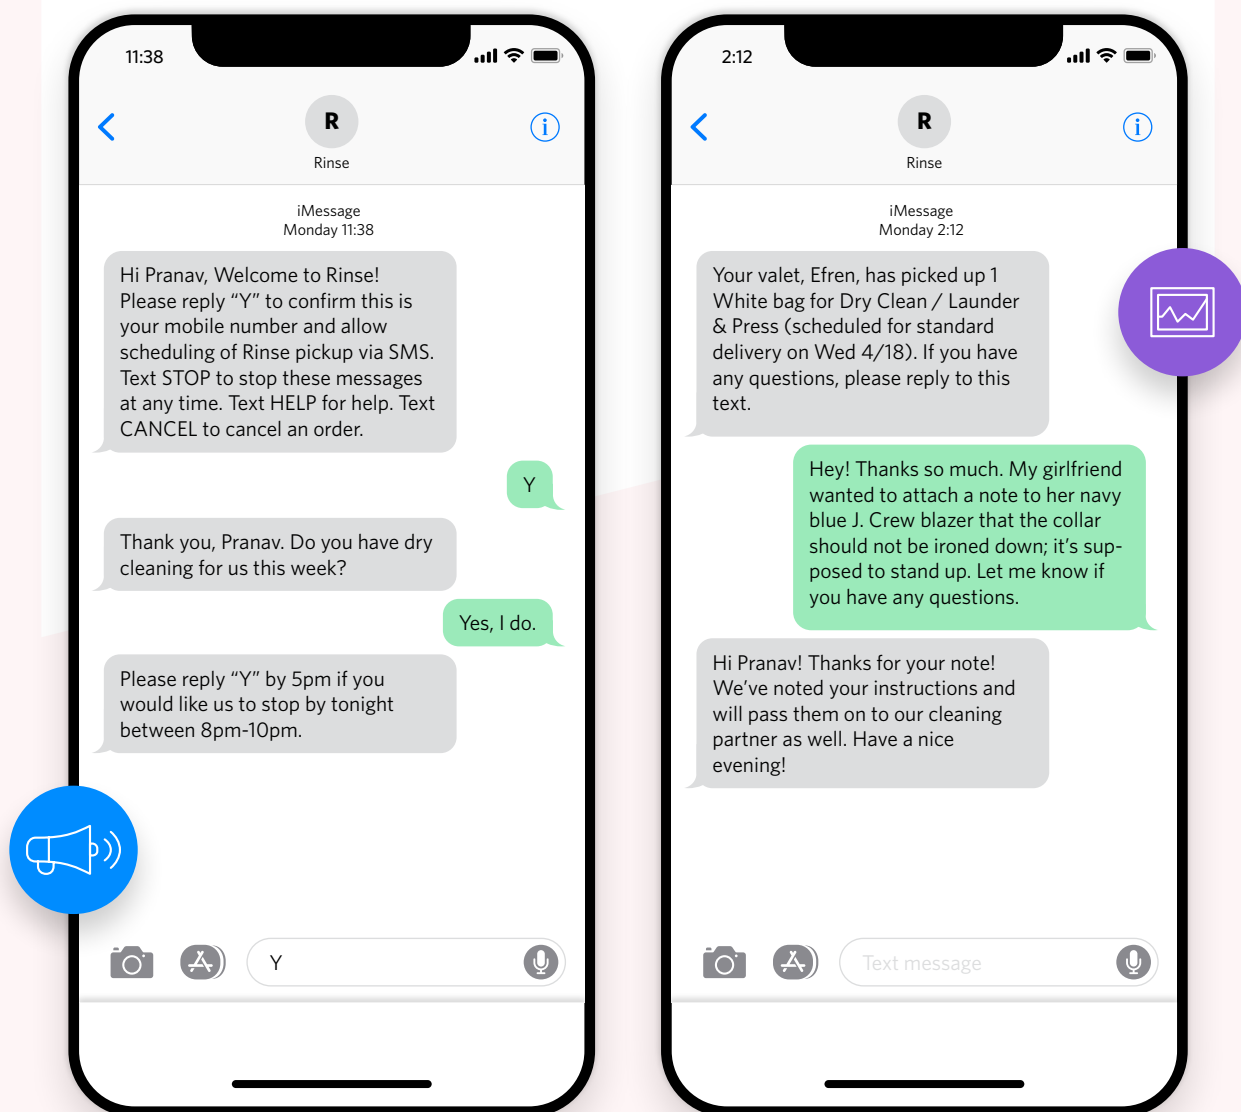 11:38
R
Rinse
iMessage
Monday 11:38
Hi Pranav, Welcome to Rinse!
Please reply “Y” to confirm this is
your mobile number and allow
scheduling of Rinse pickup via SMS.
Text STOP to stop these messages
at any time. Text HELP for help. Text
CANCEL to cancel an order.
Y
Thank you, Pranav. Do you have dry
cleaning for us this week?
Yes, I do.
Please reply “Y” by 5pm if you
would like us to stop by tonight
between 8pm-10pm.
Y
2:12
R
Rinse
iMessage
Monday 2:12
Your valet, Efren, has picked up 1
White bag for Dry Clean / Launder
& Press (scheduled for standard
delivery on Wed 4/18). If you have
any questions, please reply to this
text.
Hey! Thanks so much. My girlfriend
wanted to attach a note to her navy
blue J. Crew blazer that the collar
should not be ironed down; it’s sup-
posed to stand up. Let me know if
you have any questions.
Hi Pranav! Thanks for your note!
We’ve noted your instructions and
will pass them on to our cleaning
partner as well. Have a nice
evening!
Text message